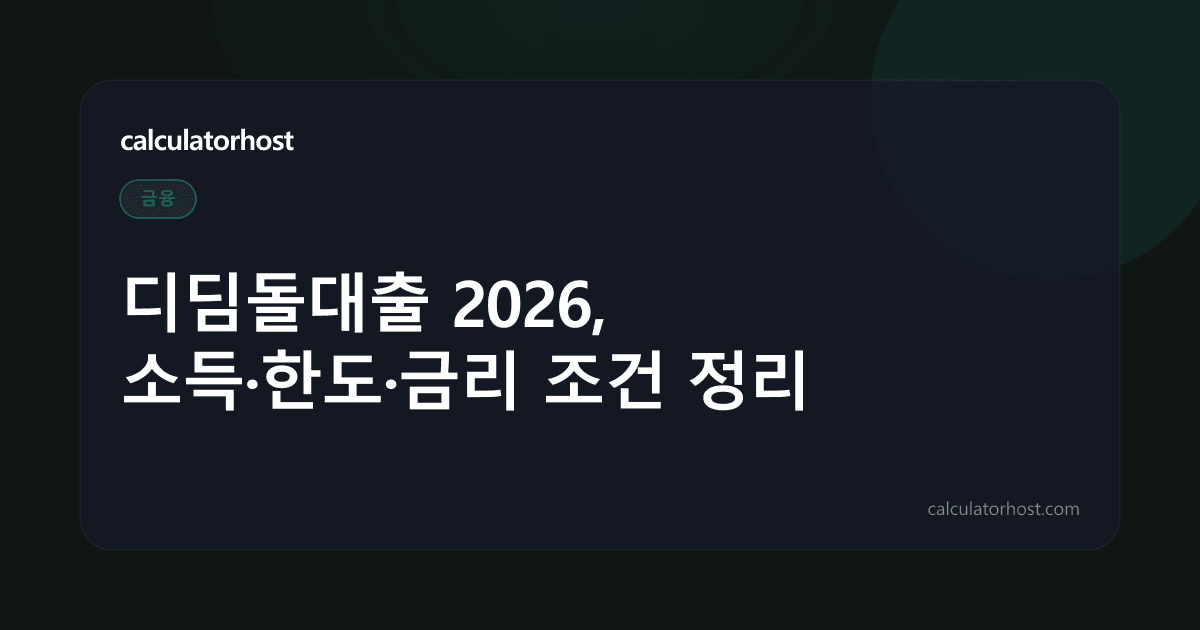 calculatorhost
금융
디딤돌대출 2026,
소득·한도·금리 조건 정리
calculatorhost.com